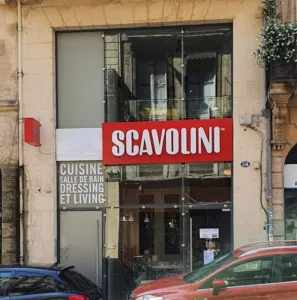 SCAVOLINI
CUISINE
SALLE DE BAIN
DRESSING
ET LIVING